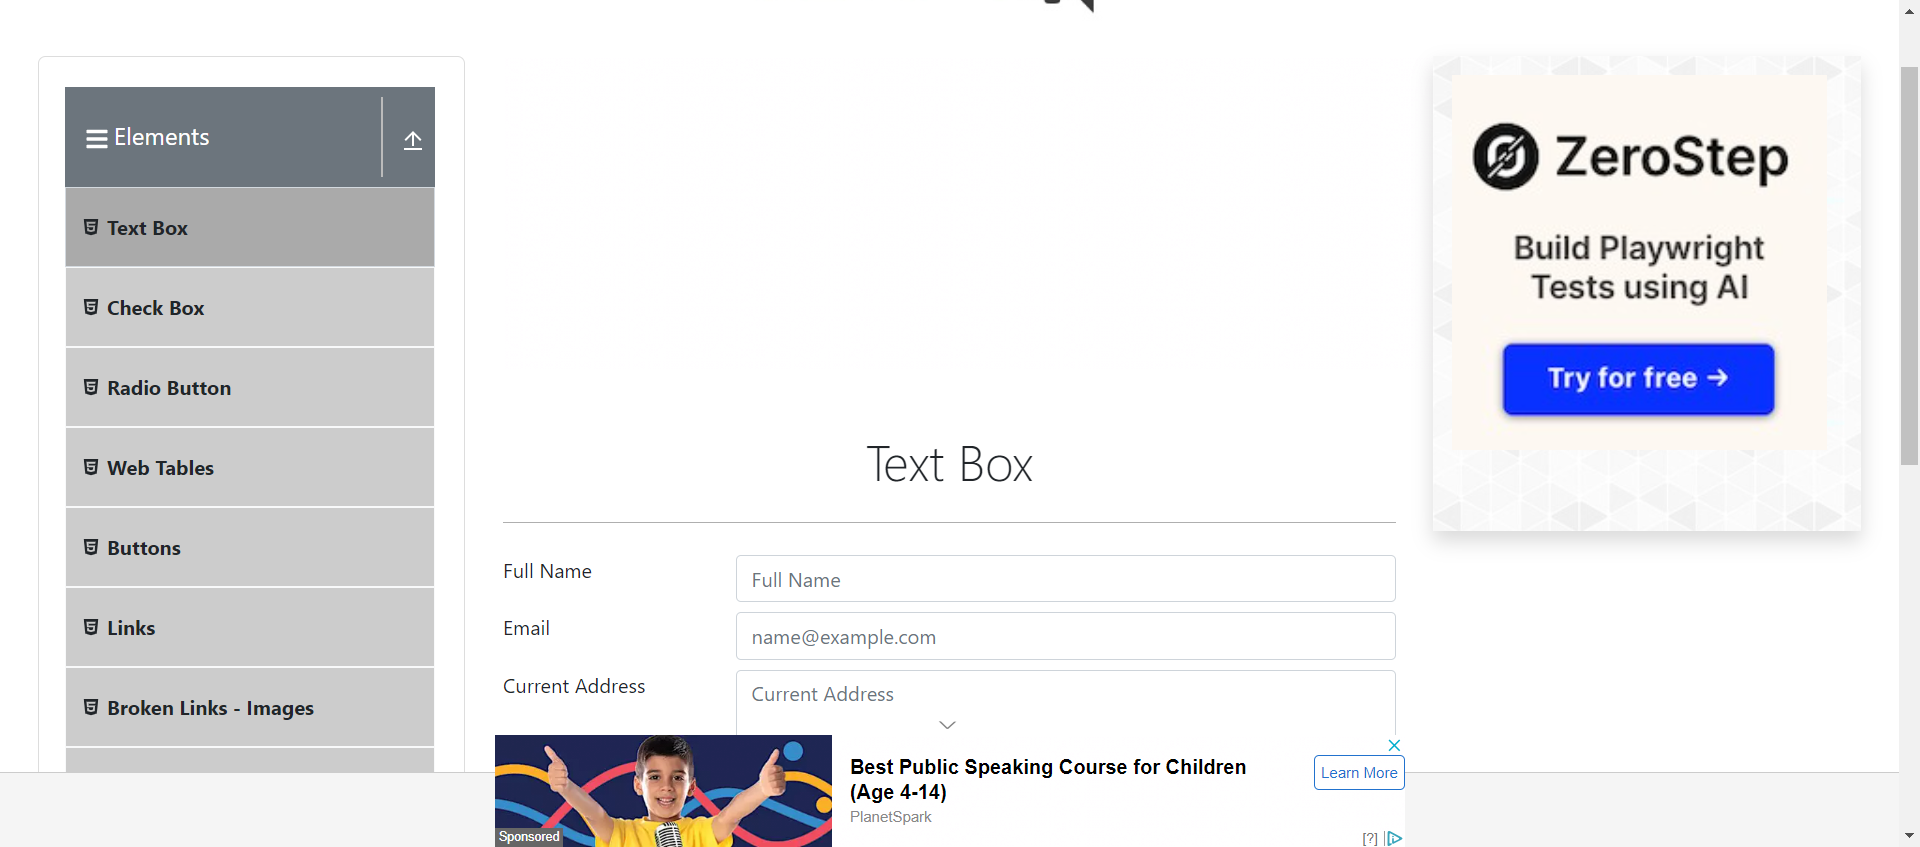 Elements
Text Box
Check Box
Radio Button
Web Tables
Buttons
Links
Broken Links - Images
Text Box
Full Name
Full Name
Email
name@example.com
Current Address
Current Address
ZeroStep
Build Playwright
Tests using AI
Try for free →
Sponsored
Best Public Speaking Course for Children
(Age 4-14)
PlanetSpark
Learn More
[?]